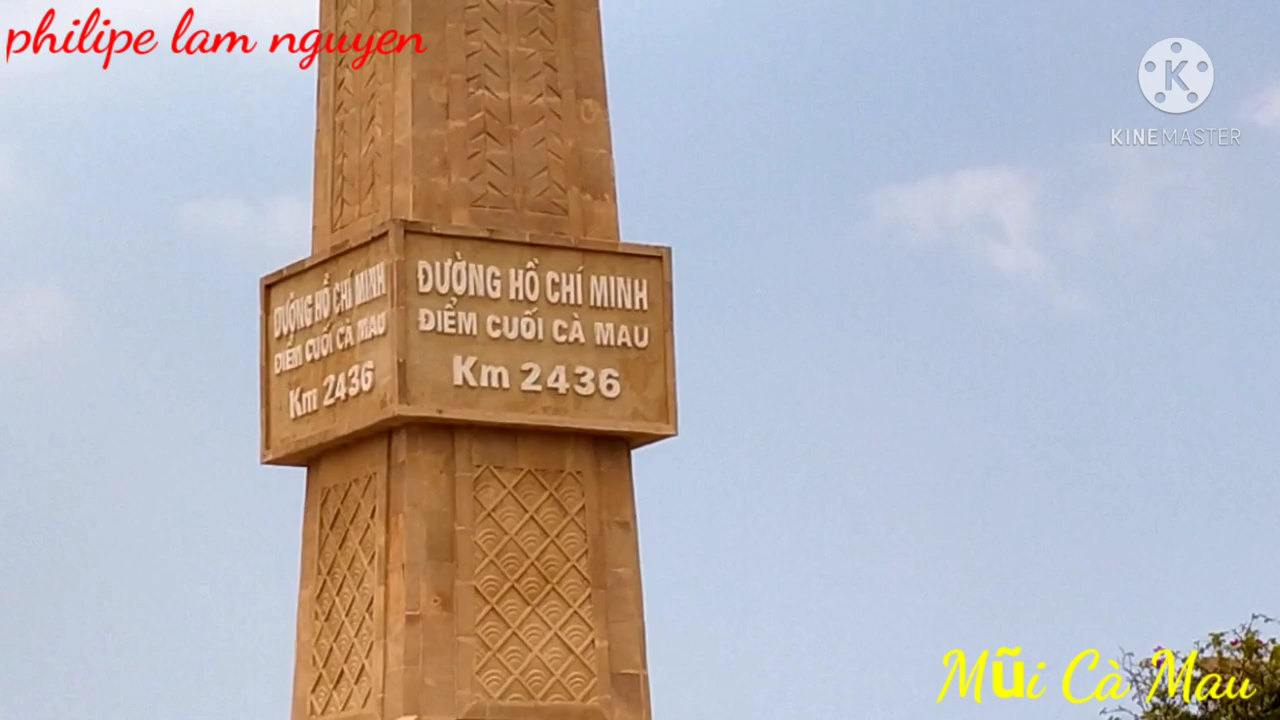 philipe lam nguyen
K
KINEMASTER
ĐƯỜNG HỒ CHÍ MINH
ĐIỂM CUỐI CÀ MAU
Km 2436
ĐƯỜNG HỒ CHÍ MINH
ĐIỂM CUỐI CÀ MAU
Km 2436
Mũi Cà Mau